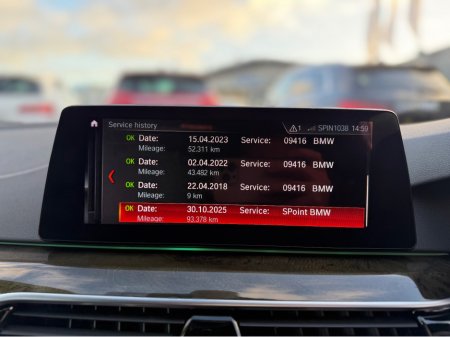 Service history 1 SPIN1038 14:59
OK Date: 15.04.2023 Service: 09416 BMW
Mileage: 52.311 km
OK Date: 02.04.2022 Service: 09416 BMW
Mileage: 43.482 km
OK Date: 22.04.2018 Service: 09416 BMW
Mileage: 9 km
OK Date: 30.10.2025 Service: SPoint BMW
Mileage: 93.378 km